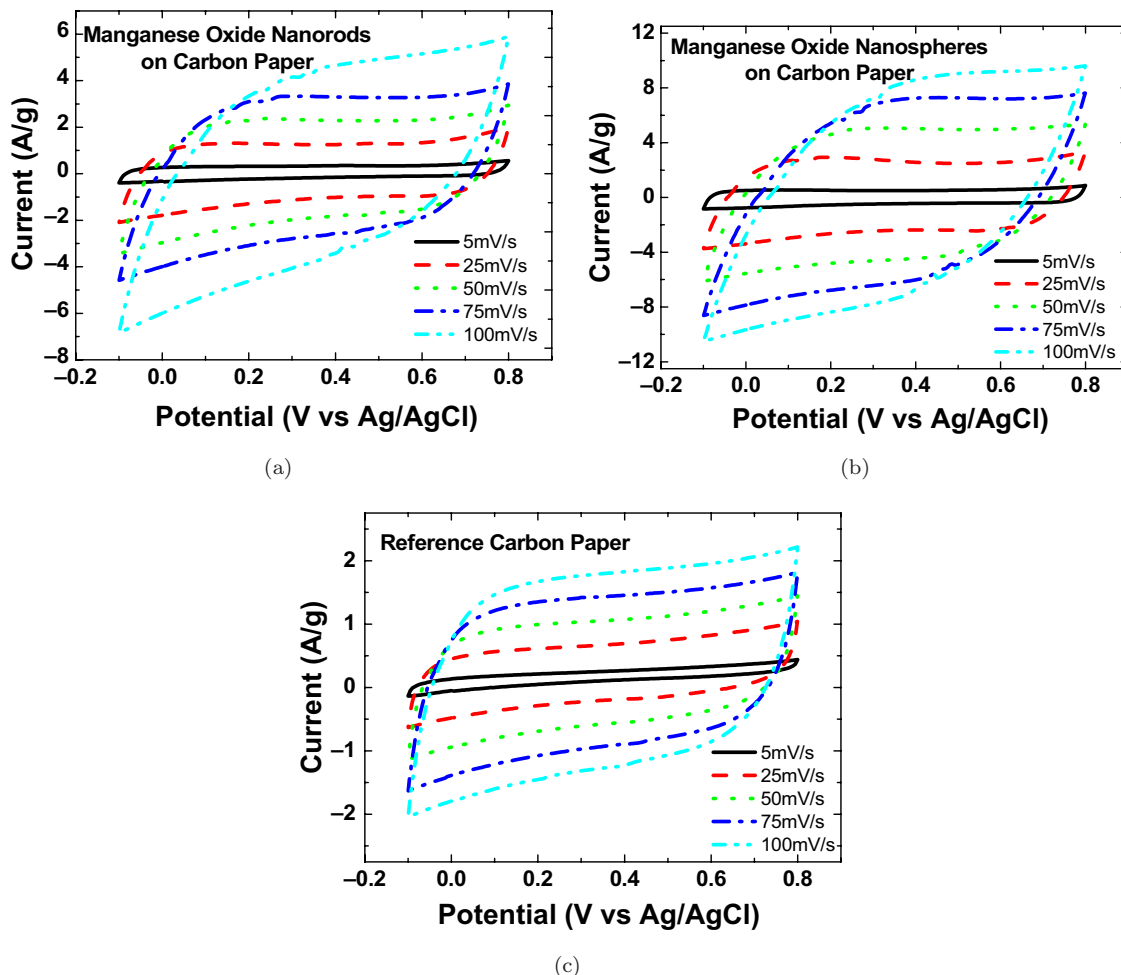 Manganese Oxide Nanorods
on Carbon Paper
Current (A/g)
6
4
2
0
−2
−4
−6
−8
−0.2 0.0 0.2 0.4 0.6 0.8
5mV/s
25mV/s
50mV/s
75mV/s
100mV/s
Potential (V vs Ag/AgCl)
(a)
Manganese Oxide Nanospheres
on Carbon Paper
Current (A/g)
12
8
4
0
−4
−8
−12
−0.2 0.0 0.2 0.4 0.6 0.8
5mV/s
25mV/s
50mV/s
75mV/s
100mV/s
Potential (V vs Ag/AgCl)
(b)
Reference Carbon Paper
Current (A/g)
2
1
0
−1
−2
0.0 0.2 0.4 0.6 0.8
5mV/s
25mV/s
50mV/s
75mV/s
100mV/s
Potential (V vs Ag/AgCl)
(c)